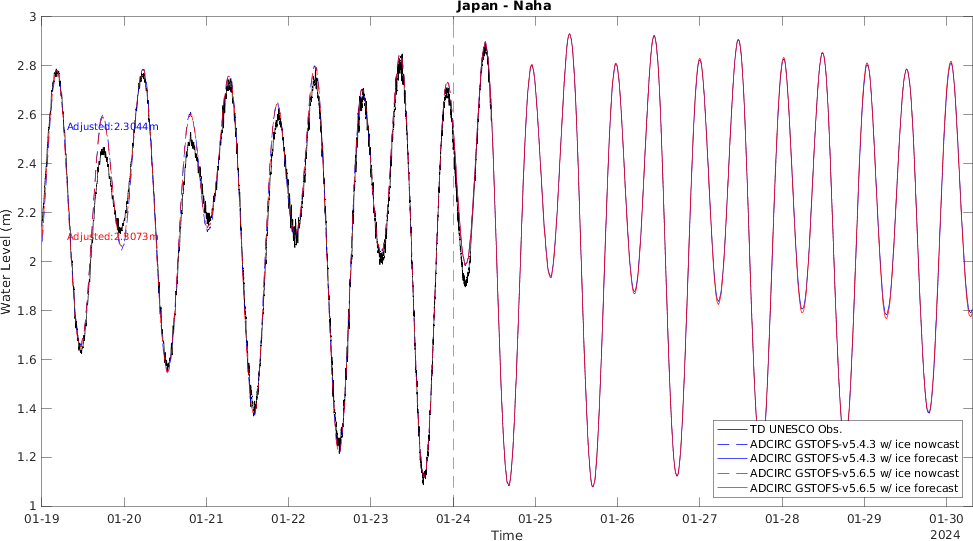 Japan - Naha
3
2.8
2.6
2.4
2.2
2
1.8
1.6
1.4
1.2
1
Water Level (m)
Adjusted:2.3044m
Adjusted:2.3073m
TD UNESCO Obs.
ADCIRC GSTOFS-v5.4.3 w/ ice nowcast
ADCIRC GSTOFS-v5.4.3 w/ ice forecast
ADCIRC GSTOFS-v5.6.5 w/ ice nowcast
ADCIRC GSTOFS-v5.6.5 w/ ice forecast
01-19 01-20 01-21 01-22 01-23 01-24 01-25 01-26 01-27 01-28 01-29 01-30
Time
2024